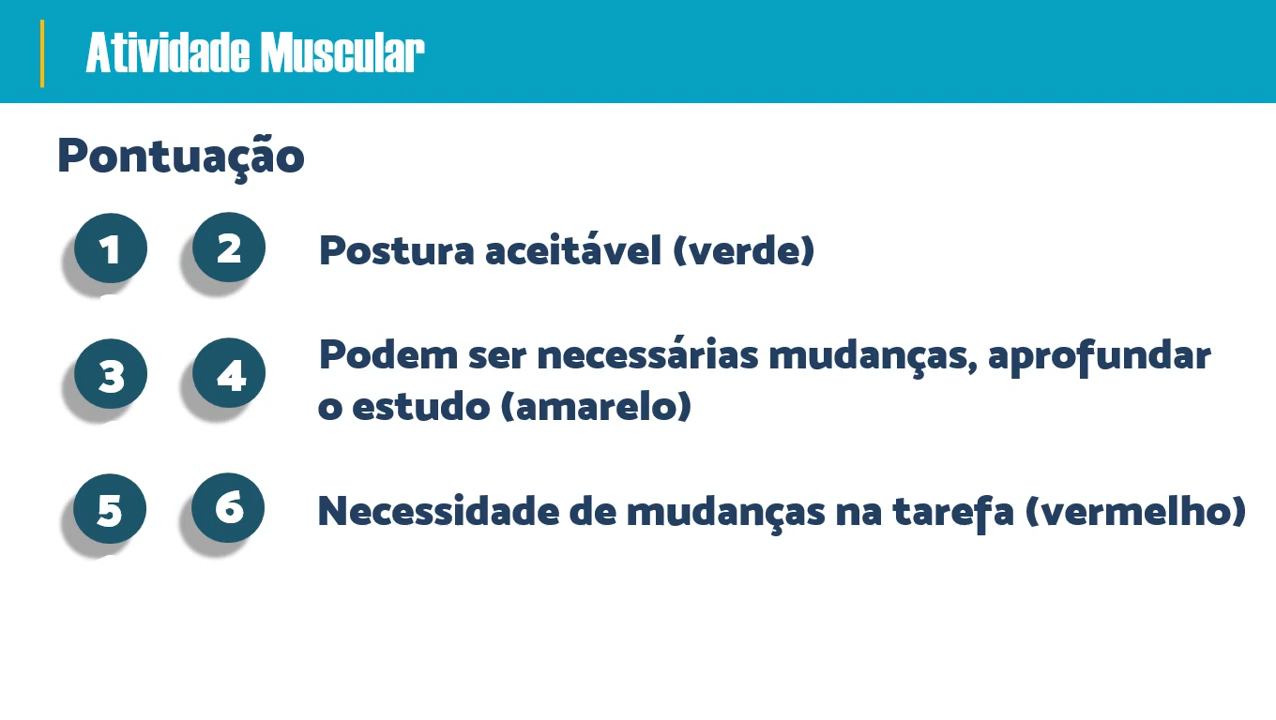 Atividade Muscular
Pontuação
1 2 Postura aceitável (verde)
3 4 Podem ser necessárias mudanças, aprofundar
o estudo (amarelo)
5 6 Necessidade de mudanças na tarefa (vermelho)